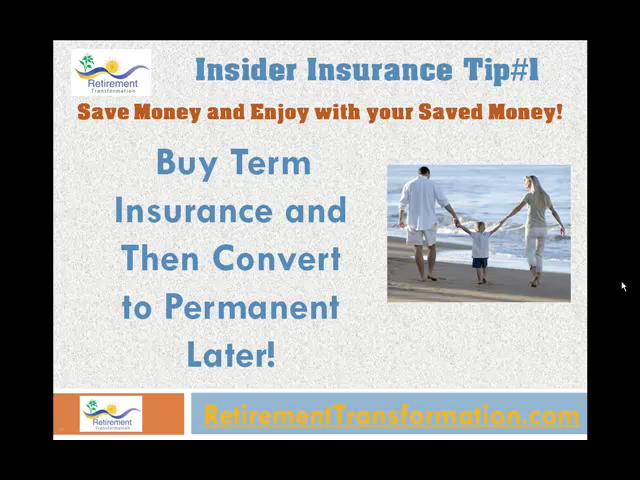 Retirement
Transformation
Insider Insurance Tip#1
Save Money and Enjoy with your Saved Money!
Buy Term
Insurance and
Then Convert
to Permanent
Later!
Retirement
Transformation
RetirementTransformation.com